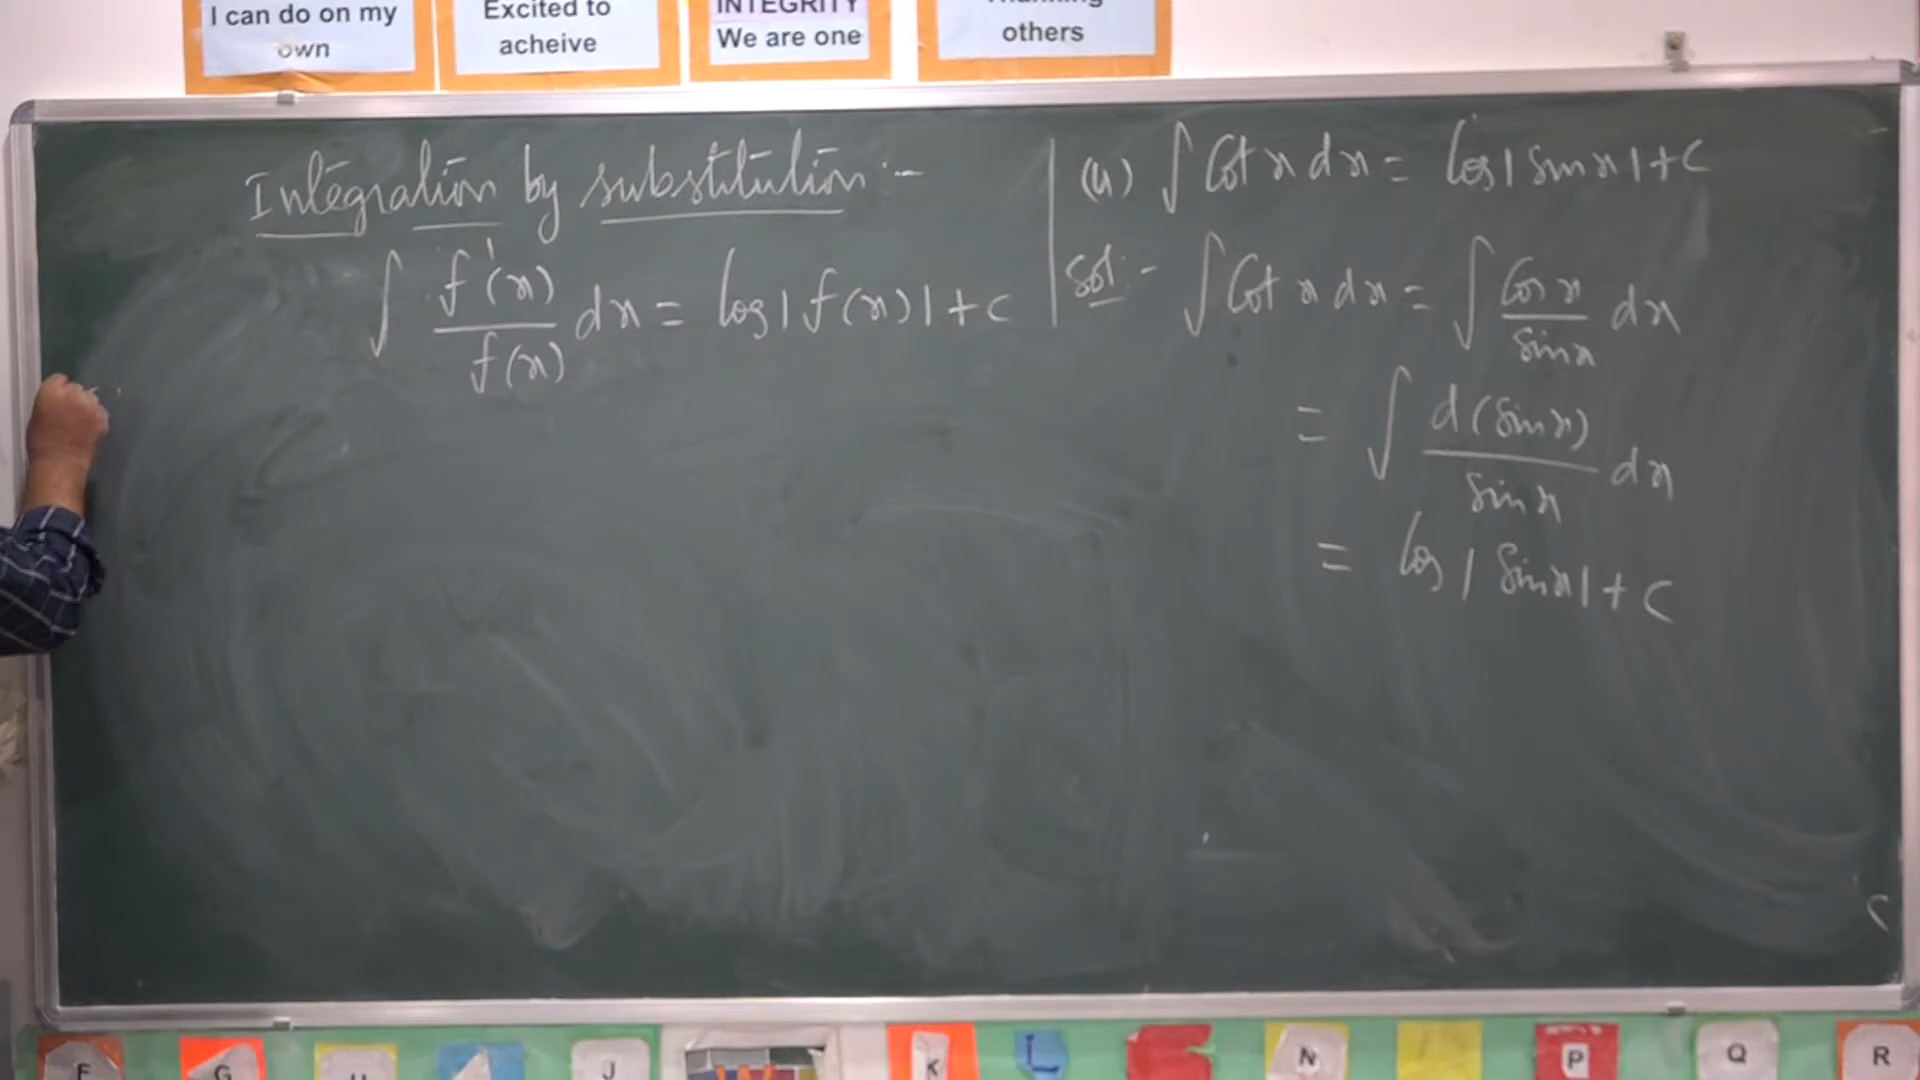 I can do on my
own
Excited to
acheive
INTEGRITY
We are one
others
Integration by substitution :-
∫ f'(x)/f(x) dx = log|f(x)|+c
(4) ∫ Cot x dx = log|sin x|+c
Sol:- ∫ Cot x dx = ∫ Cos x/sin x dx
= ∫ d(sin x)/sin x dx
= log|sin x|+c
F G J K L N P Q R